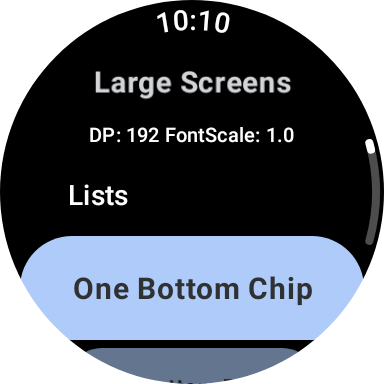 10:10
Large Screens
DP: 192 FontScale: 1.0
Lists
One Bottom Chip